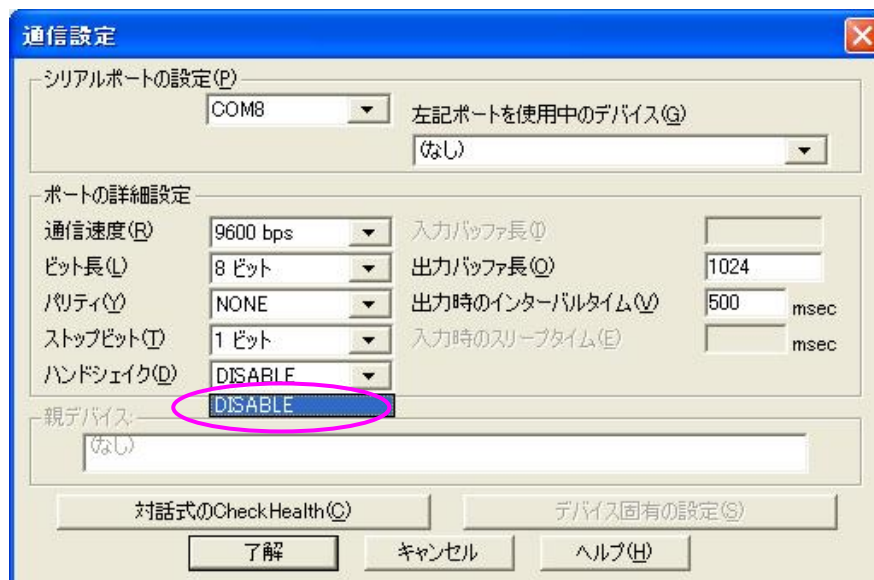 通信設定
シリアルポートの設定(P)
COM8
左記ポートを使用中のデバイス(G)
(なし)
ポートの詳細設定
通信速度(R) 9600 bps 入力バッファ長(I)
ビット長(L) 8 ビット 出力バッファ長(O) 1024
パリティ(Y) NONE 出力時のインターバルタイム(V) 500 msec
ストップビット(T) 1 ビット 入力時のスリープタイム(E) msec
ハンドシェイク(D) DISABLE
DISABLE
親デバイス:
(なし)
対話式のCheckHealth(C) デバイス固有の設定(S)
了解 キャンセル ヘルプ(H)